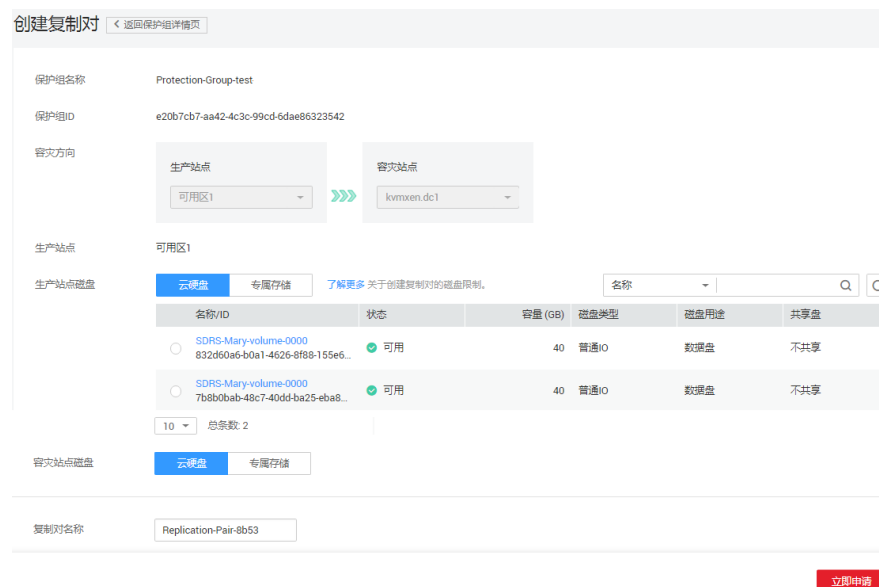 创建复制对 返回保护组详情页
保护组名称 Protection-Group-test
保护组ID e20b7cb7-aa42-4c3c-99cd-6dae86323542
容灾方向
生产站点 容灾站点
可用区1 kvmxen.dc1
生产站点 可用区1
生产站点磁盘 云硬盘 专属存储 了解更多 关于创建复制对的磁盘限制。 名称
名称/ID 状态 容量 (GB) 磁盘类型 磁盘用途 共享盘
SDRS-Mary-volume-0000
832d60a6-b0a1-4626-8f88-155e6... 可用 40 普通IO 数据盘 不共享
SDRS-Mary-volume-0000
7b8b0bab-48c7-40dd-ba25-eba8... 可用 40 普通IO 数据盘 不共享
10 总条数: 2
容灾站点磁盘 云硬盘 专属存储
复制对名称 Replication-Pair-8b53
立即申请